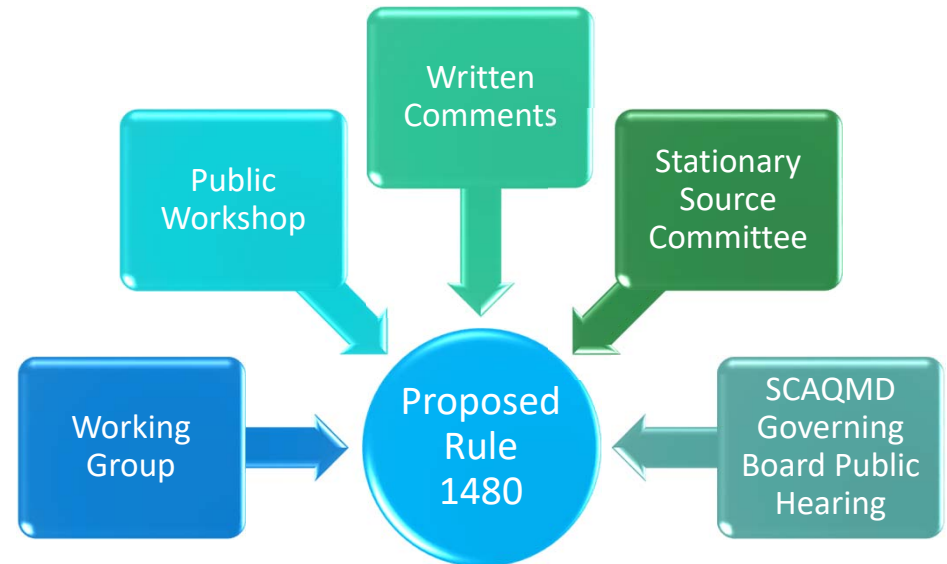 Written
Comments
Public
Workshop
Stationary
Source
Committee
Working
Group
Proposed
Rule
1480
SCAQMD
Governing
Board Public
Hearing